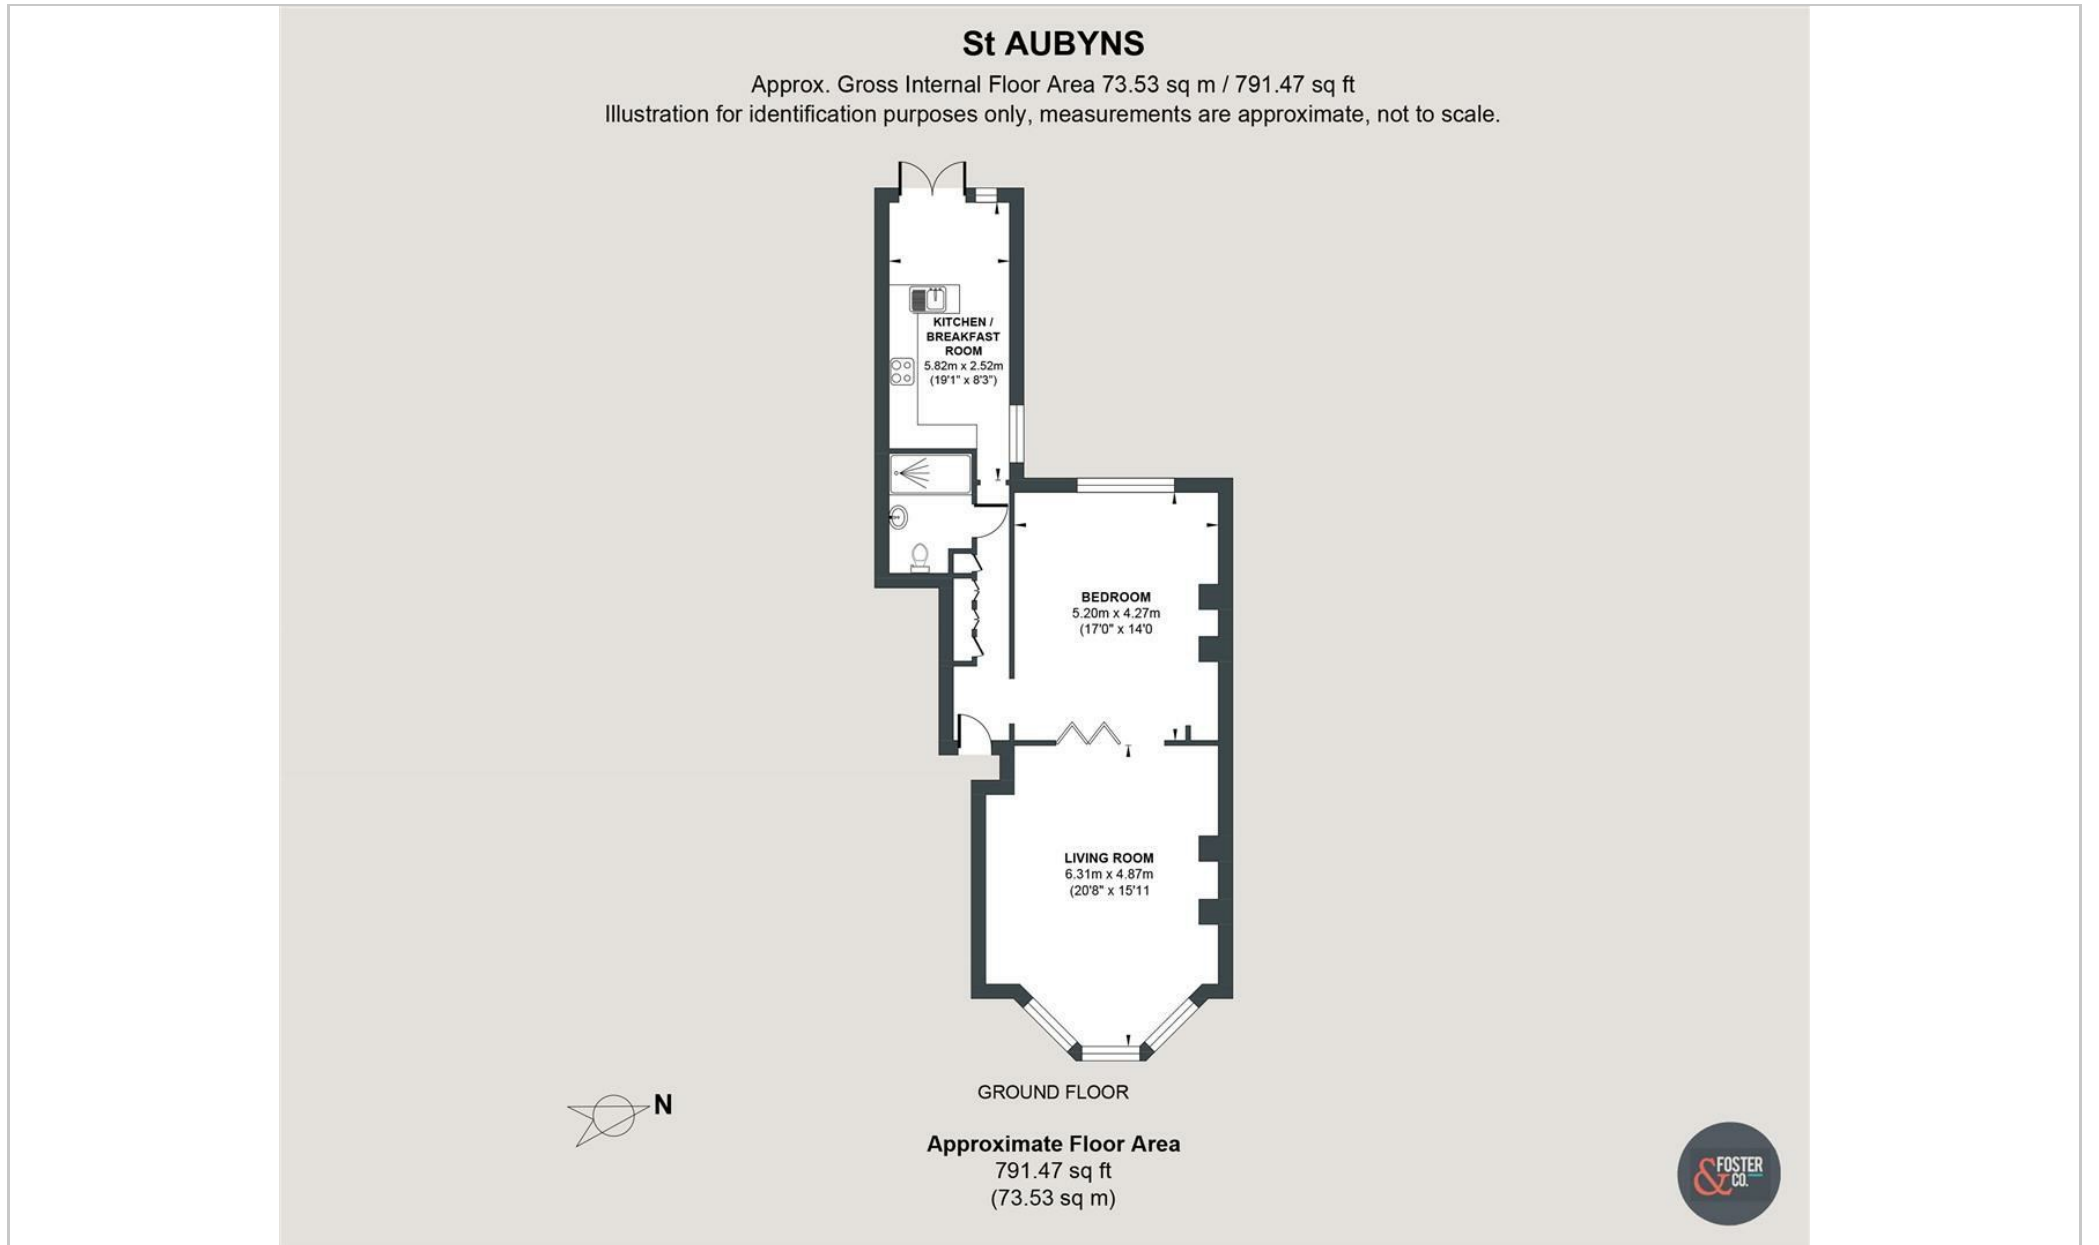 St AUBYNS
Approx. Gross Internal Floor Area 73.53 sq m / 791.47 sq ft
Illustration for identification purposes only, measurements are approximate, not to scale.
KITCHEN /
BREAKFAST
ROOM
5.82m x 2.52m
(19'1" x 8'3")
BEDROOM
5.20m x 4.27m
(17'0" x 14'0
LIVING ROOM
6.31m x 4.87m
(20'8" x 15'11
GROUND FLOOR
N
Approximate Floor Area
791.47 sq ft
(73.53 sq m)
& FOSTER
CO.